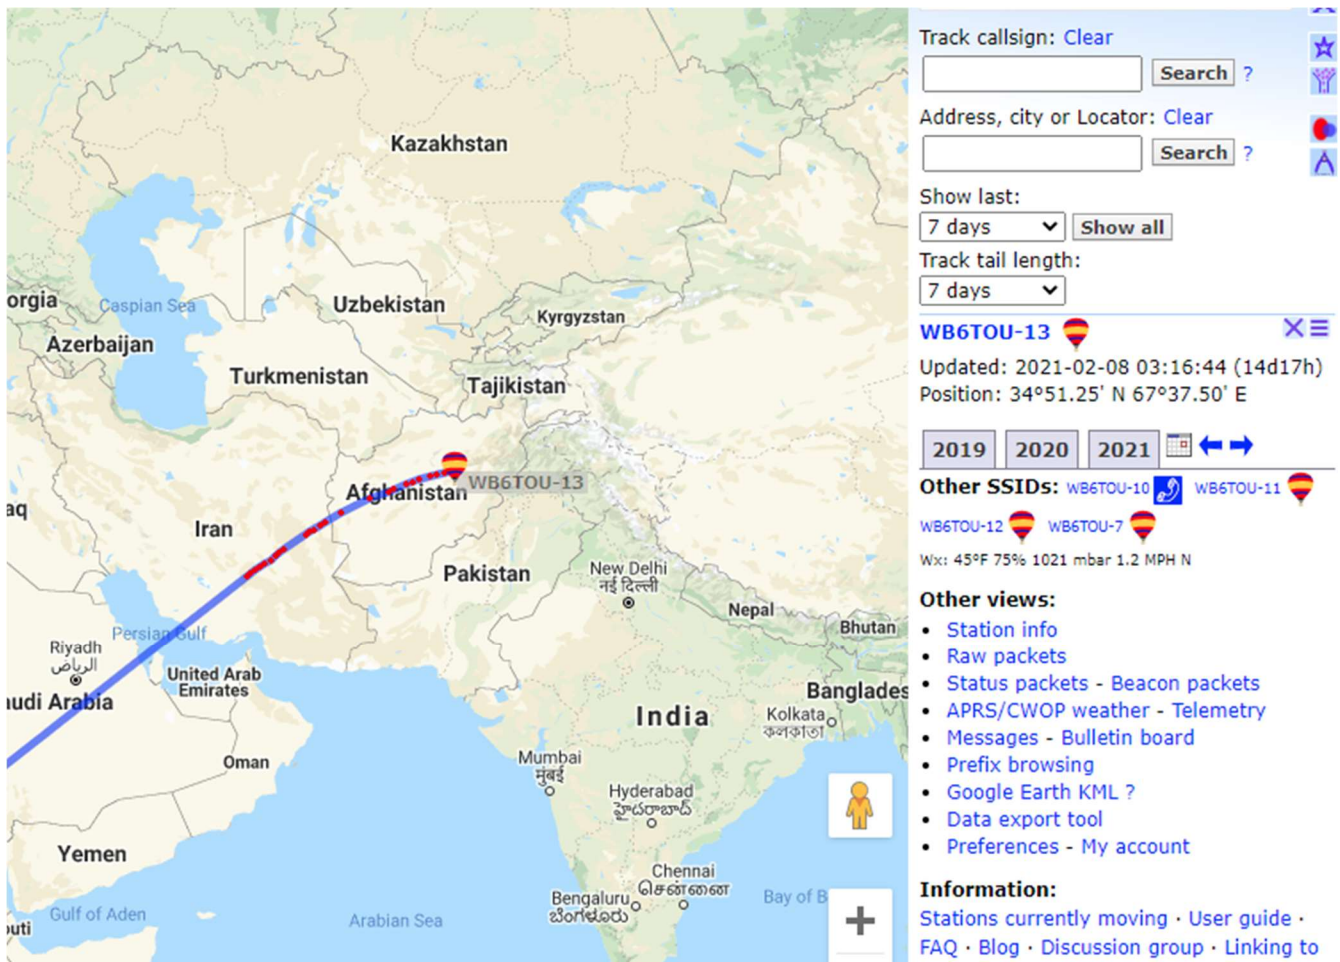 Kazakhstan
orgia
Caspian Sea
Uzbekistan
Kyrgyzstan
Azerbaijan
Turkmenistan
Tajikistan
WB6TOU-13
Afghanistan
aq
Iran
Pakistan
New Delhi
नई दिल्ली
Nepal
Bhutan
Persian Gulf
Riyadh
الرياض
United Arab
Emirates
udi Arabia
Banglades
India
Kolkata
কলকাতা
Oman
Mumbai
मुंबई
Hyderabad
హైదరాబాద్
Yemen
Chennai
சென்னை
Bengaluru
ಬೆಂಗಳೂರು
Bay of B
Gulf of Aden
Arabian Sea
outi
+
Track callsign: Clear
Search ?
Address, city or Locator: Clear
Search ?
Show last:
7 days Show all
Track tail length:
7 days
WB6TOU-13
Updated: 2021-02-08 03:16:44 (14d17h)
Position: 34°51.25' N 67°37.50' E
2019 2020 2021
Other SSIDs: WB6TOU-10 WB6TOU-11
WB6TOU-12 WB6TOU-7
Wx: 45°F 75% 1021 mbar 1.2 MPH N
Other views:
• Station info
• Raw packets
• Status packets - Beacon packets
• APRS/CWOP weather - Telemetry
• Messages - Bulletin board
• Prefix browsing
• Google Earth KML ?
• Data export tool
• Preferences - My account
Information:
Stations currently moving · User guide ·
FAQ · Blog · Discussion group · Linking to